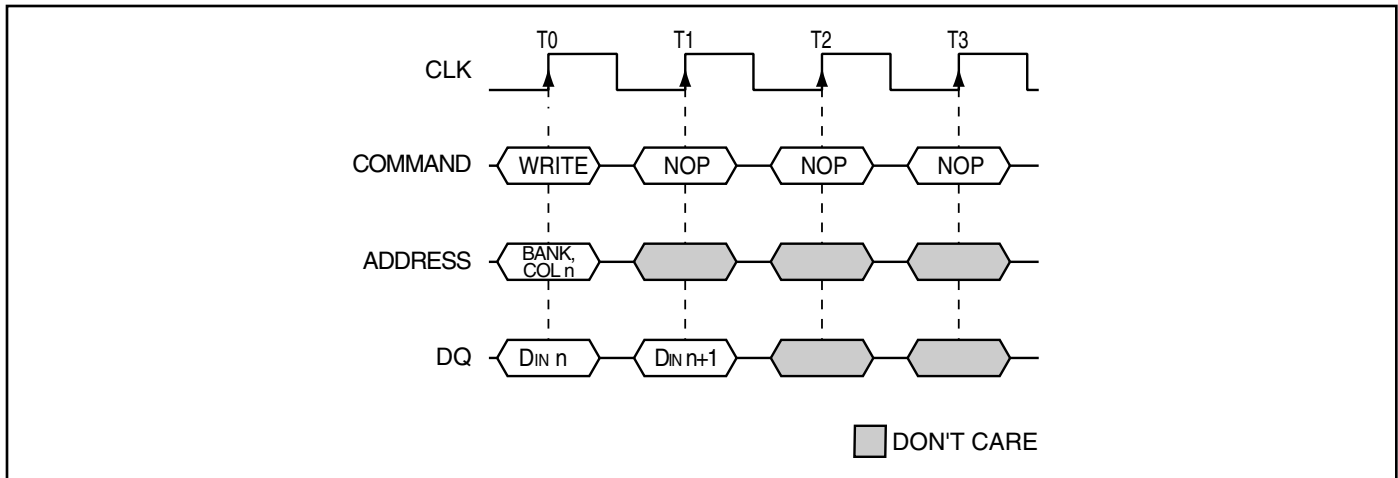 T0 T1 T2 T3
CLK
COMMAND WRITE NOP NOP NOP
ADDRESS BANK,
COL n
DQ DIN n DIN n+1
DON'T CARE